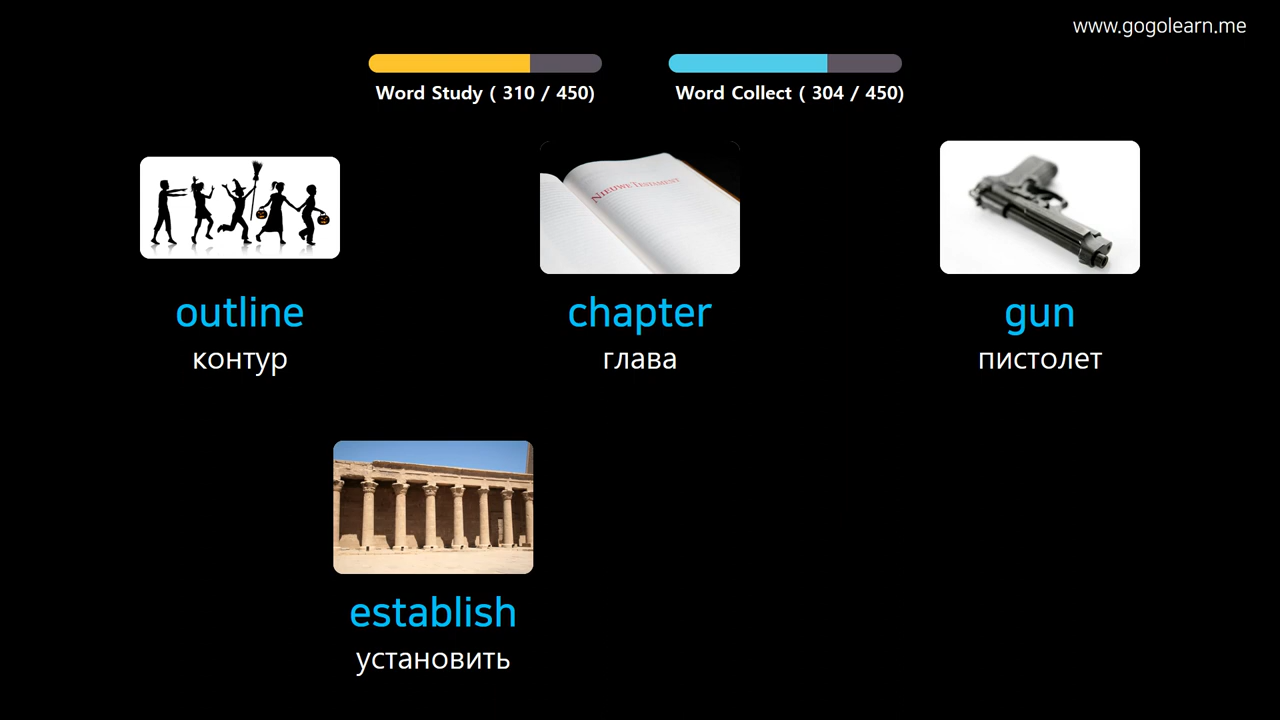 www.gogolearn.me
Word Study ( 310 / 450)
Word Collect ( 304 / 450)
NIEUWE TESTAMENT
outline
chapter
gun
контур
глава
пистолет
establish
установить